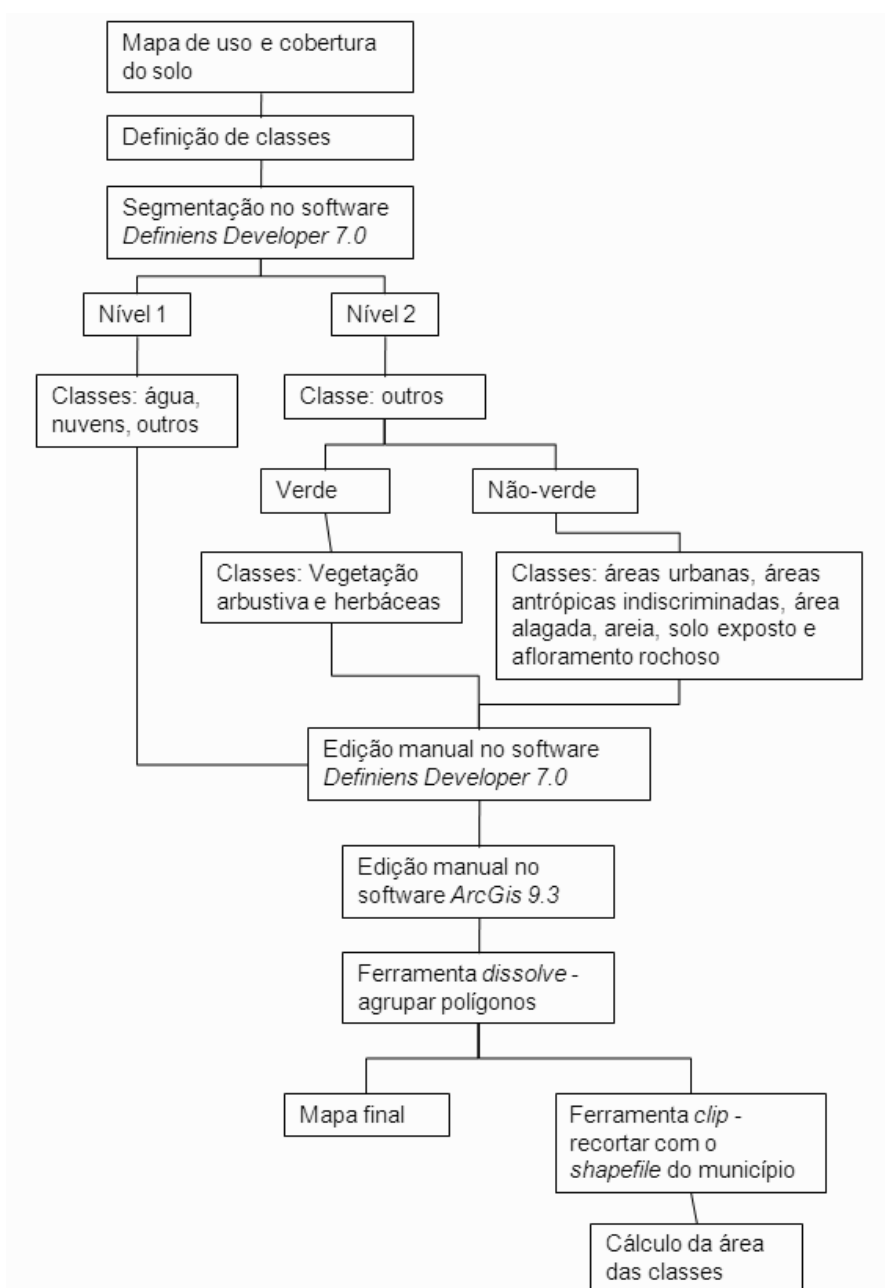 Mapa de uso e cobertura
do solo
Definição de classes
Segmentação no software
Definiens Developer 7.0
Nível 1
Nível 2
Classes: água,
nuvens, outros
Classe: outros
Verde
Não-verde
Classes: Vegetação
arbustiva e herbáceas
Classes: áreas urbanas, áreas
antrópicas indiscriminadas, área
alagada, areia, solo exposto e
afloramento rochoso
Edição manual no software
Definiens Developer 7.0
Edição manual no
software ArcGis 9.3
Ferramenta dissolve -
agrupar polígonos
Mapa final
Ferramenta clip -
recortar com o
shapefile do município
Cálculo da área
das classes